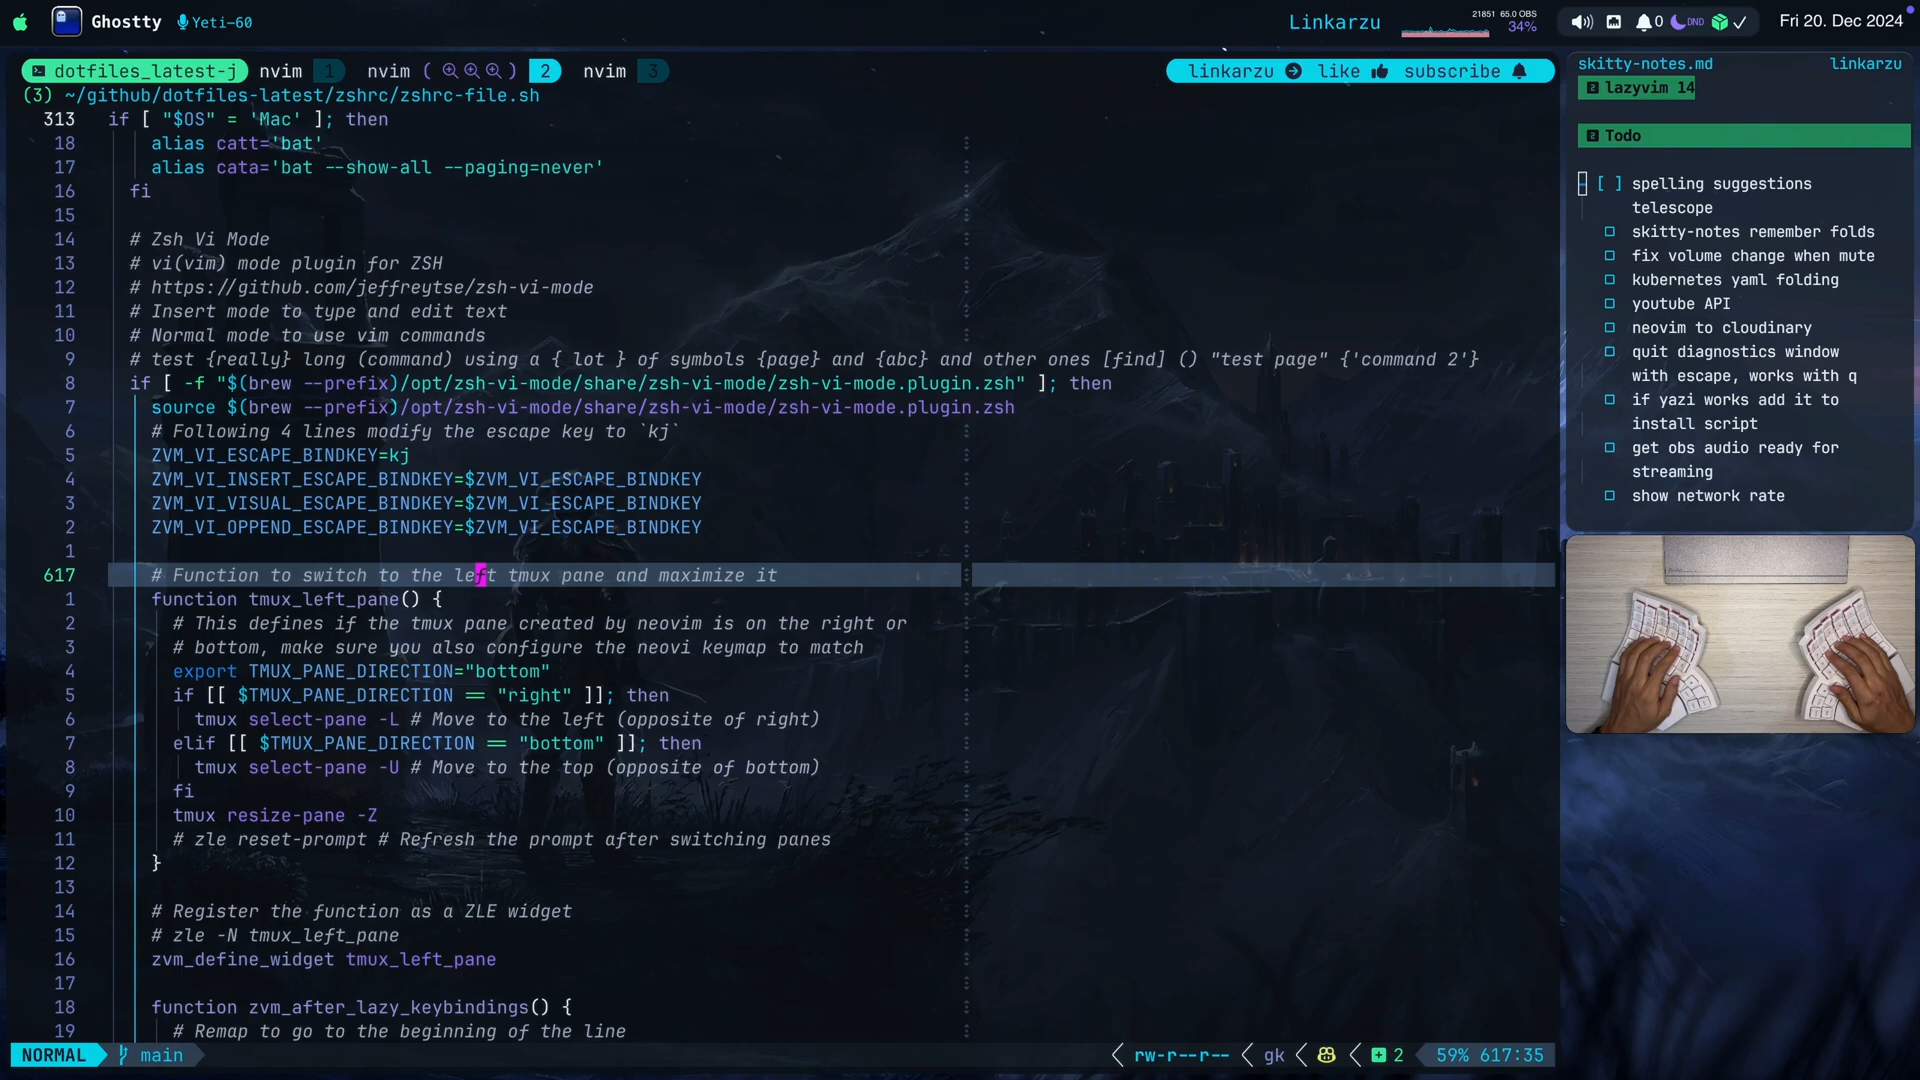 Ghostty Yeti-60 Linkarzu 21851 65.0 OBS 34% 0 DND Fri 20. Dec 2024
dotfiles_latest-j nvim 1 nvim ( ) 2 nvim 3 linkarzu like subscribe
(3) ~/github/dotfiles-latest/zshrc/zshrc-file.sh
313 if [ "$OS" = 'Mac' ]; then
18 alias catt='bat'
17 alias cata='bat --show-all --paging=never'
16 fi
15
14 # Zsh Vi Mode
13 # vi(vim) mode plugin for ZSH
12 # https://github.com/jeffreytse/zsh-vi-mode
11 # Insert mode to type and edit text
10 # Normal mode to use vim commands
9 # test {really} long (command) using a { lot } of symbols {page} and {abc} and other ones [find] () "test page" {'command 2'}
8 if [ -f "$(brew --prefix)/opt/zsh-vi-mode/share/zsh-vi-mode/zsh-vi-mode.plugin.zsh" ]; then
7 source $(brew --prefix)/opt/zsh-vi-mode/share/zsh-vi-mode/zsh-vi-mode.plugin.zsh
6 # Following 4 lines modify the escape key to `kj`
5 ZVM_VI_ESCAPE_BINDKEY=kj
4 ZVM_VI_INSERT_ESCAPE_BINDKEY=$ZVM_VI_ESCAPE_BINDKEY
3 ZVM_VI_VISUAL_ESCAPE_BINDKEY=$ZVM_VI_ESCAPE_BINDKEY
2 ZVM_VI_OPPEND_ESCAPE_BINDKEY=$ZVM_VI_ESCAPE_BINDKEY
1
617 # Function to switch to the left tmux pane and maximize it
1 function tmux_left_pane() {
2 # This defines if the tmux pane created by neovim is on the right or
3 # bottom, make sure you also configure the neovi keymap to match
4 export TMUX_PANE_DIRECTION="bottom"
5 if [[ $TMUX_PANE_DIRECTION == "right" ]]; then
6 tmux select-pane -L # Move to the left (opposite of right)
7 elif [[ $TMUX_PANE_DIRECTION == "bottom" ]]; then
8 tmux select-pane -U # Move to the top (opposite of bottom)
9 fi
10 tmux resize-pane -Z
11 # zle reset-prompt # Refresh the prompt after switching panes
12 }
13
14 # Register the function as a ZLE widget
15 # zle -N tmux_left_pane
16 zvm_define_widget tmux_left_pane
17
18 function zvm_after_lazy_keybindings() {
19 # Remap to go to the beginning of the line
NORMAL main rw-r--r-- gk 2 59% 617:35
skitty-notes.md linkarzu
lazyvim 14
Todo
[ ] spelling suggestions
telescope
skitty-notes remember folds
fix volume change when mute
kubernetes yaml folding
youtube API
neovim to cloudinary
quit diagnostics window
with escape, works with q
if yazi works add it to
install script
get obs audio ready for
streaming
show network rate